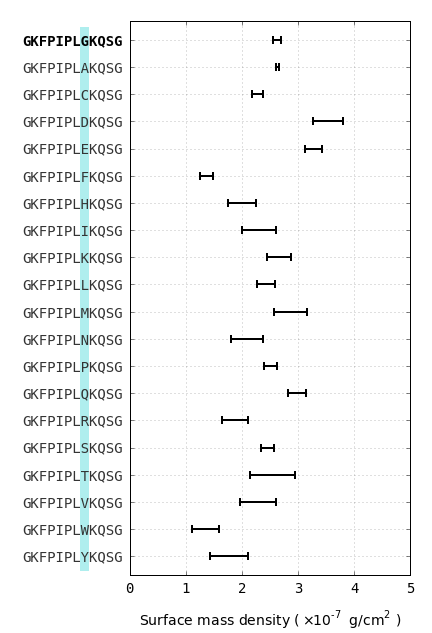 GKFPIPLGKQSG
GKFPIPLAKQSG
GKFPIPLCKQSG
GKFPIPLDKQSG
GKFPIPLEKQSG
GKFPIPLFKQSG
GKFPIPLHKQSG
GKFPIPLIKQSG
GKFPIPLKKQSG
GKFPIPLLKQSG
GKFPIPLMKQSG
GKFPIPLNKQSG
GKFPIPLPKQSG
GKFPIPLQKQSG
GKFPIPLRKQSG
GKFPIPLSKQSG
GKFPIPLTKQSG
GKFPIPLVKQSG
GKFPIPLWKQSG
GKFPIPLYKQSG
0 1 2 3 4 5
Surface mass density ( ×10⁻⁷ g/cm² )